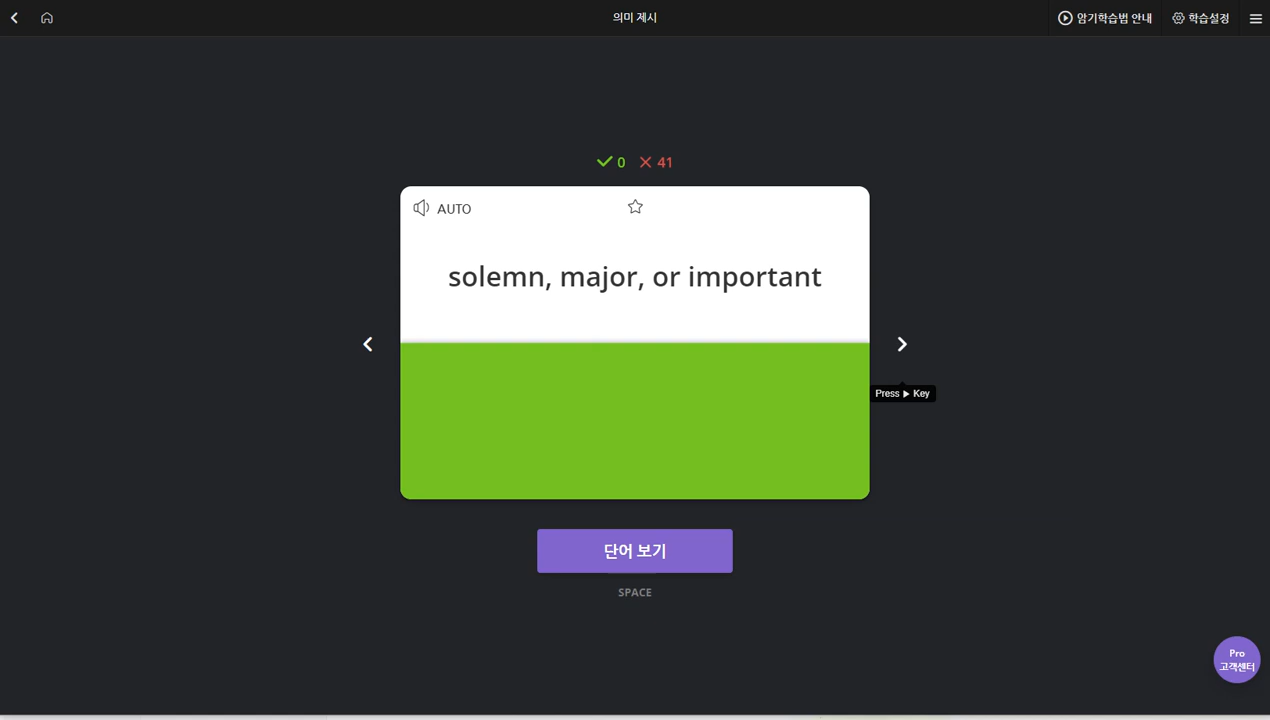 의미 제시
암기학습법 안내
학습설정
0 41
AUTO
solemn, major, or important
Press ▶ Key
단어 보기
SPACE
Pro
고객센터